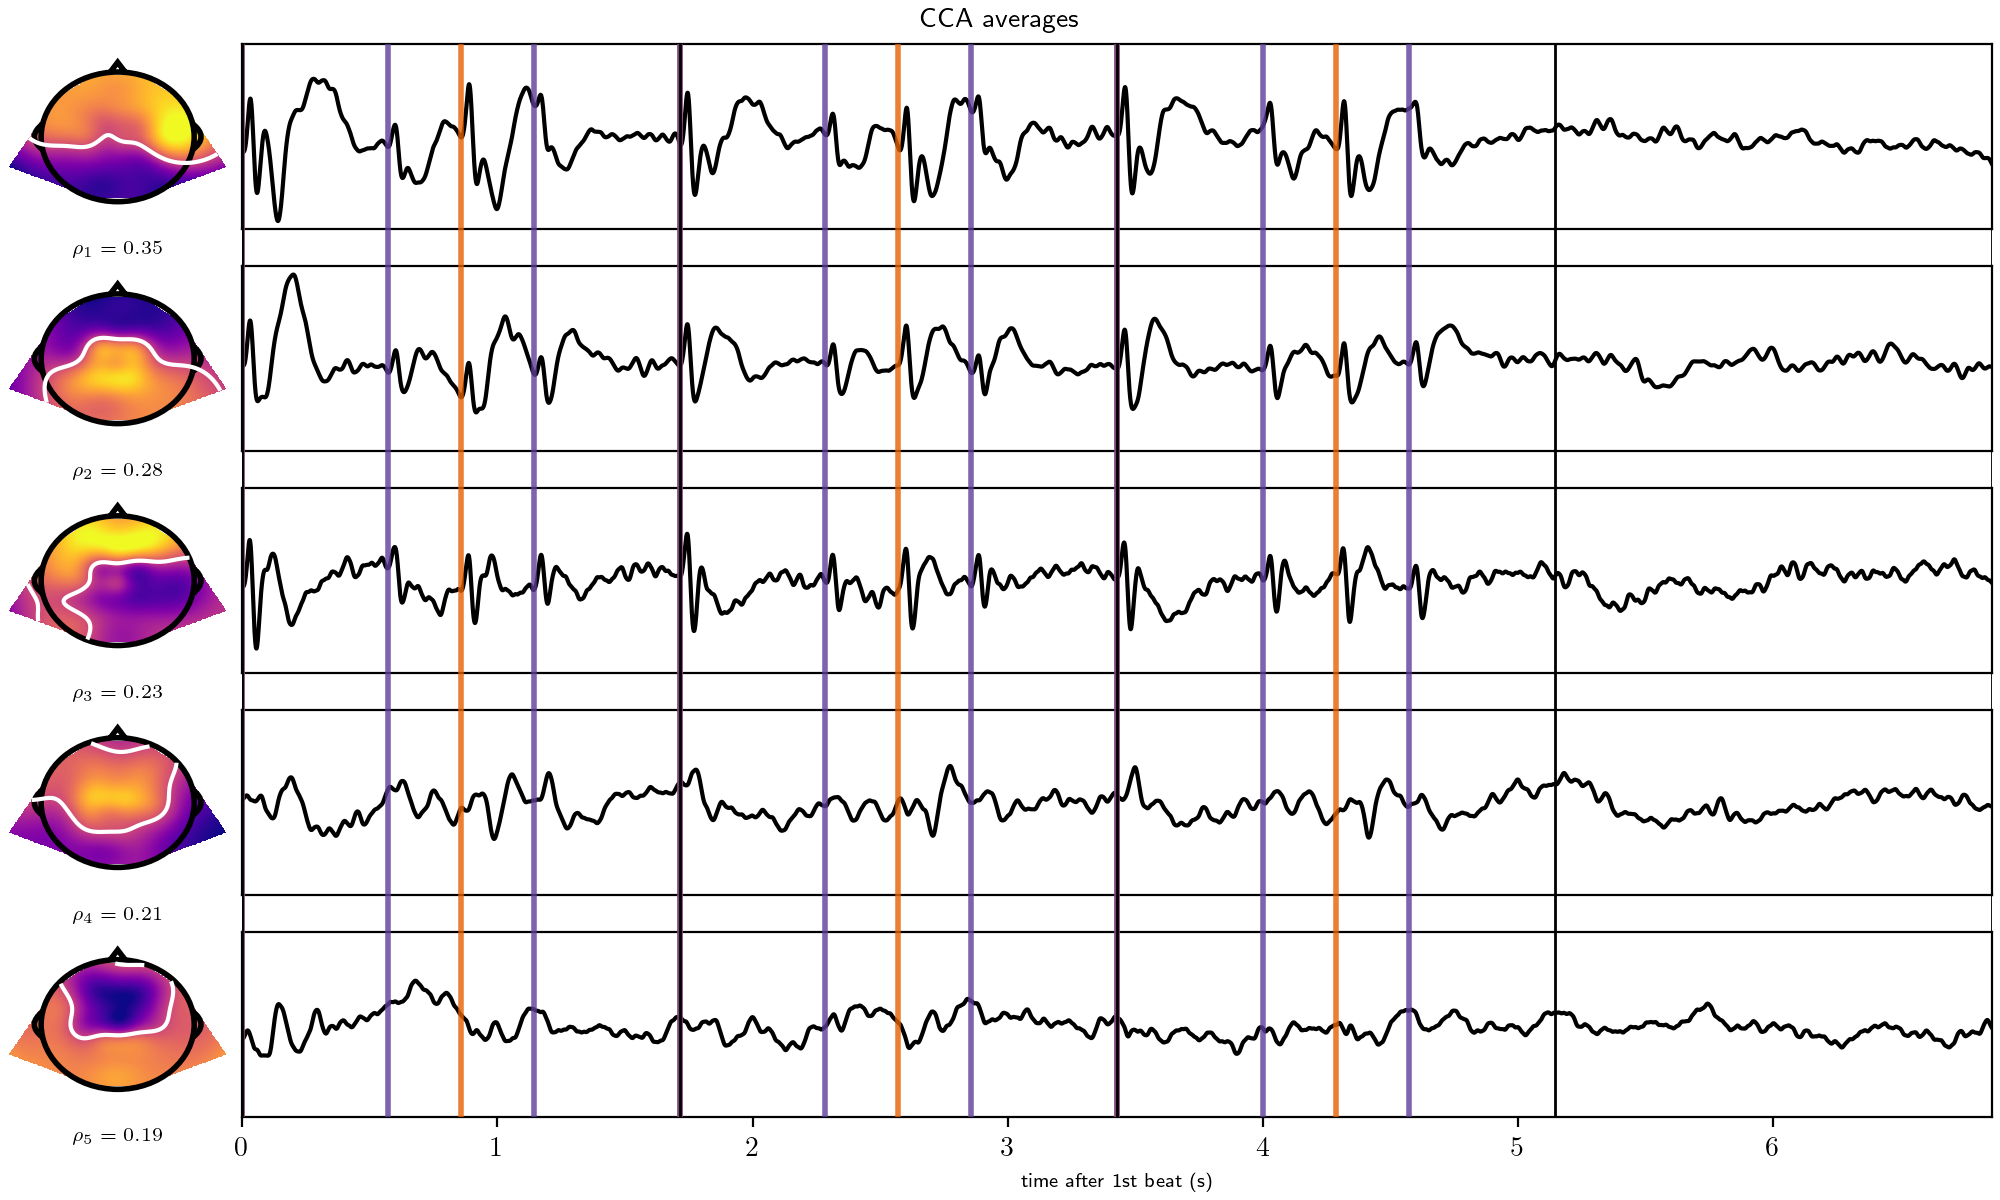 CCA averages
ρ₁ = 0.35
ρ₂ = 0.28
ρ₃ = 0.23
ρ₄ = 0.21
ρ₅ = 0.19
0 1 2 3 4 5 6
time after 1st beat (s)